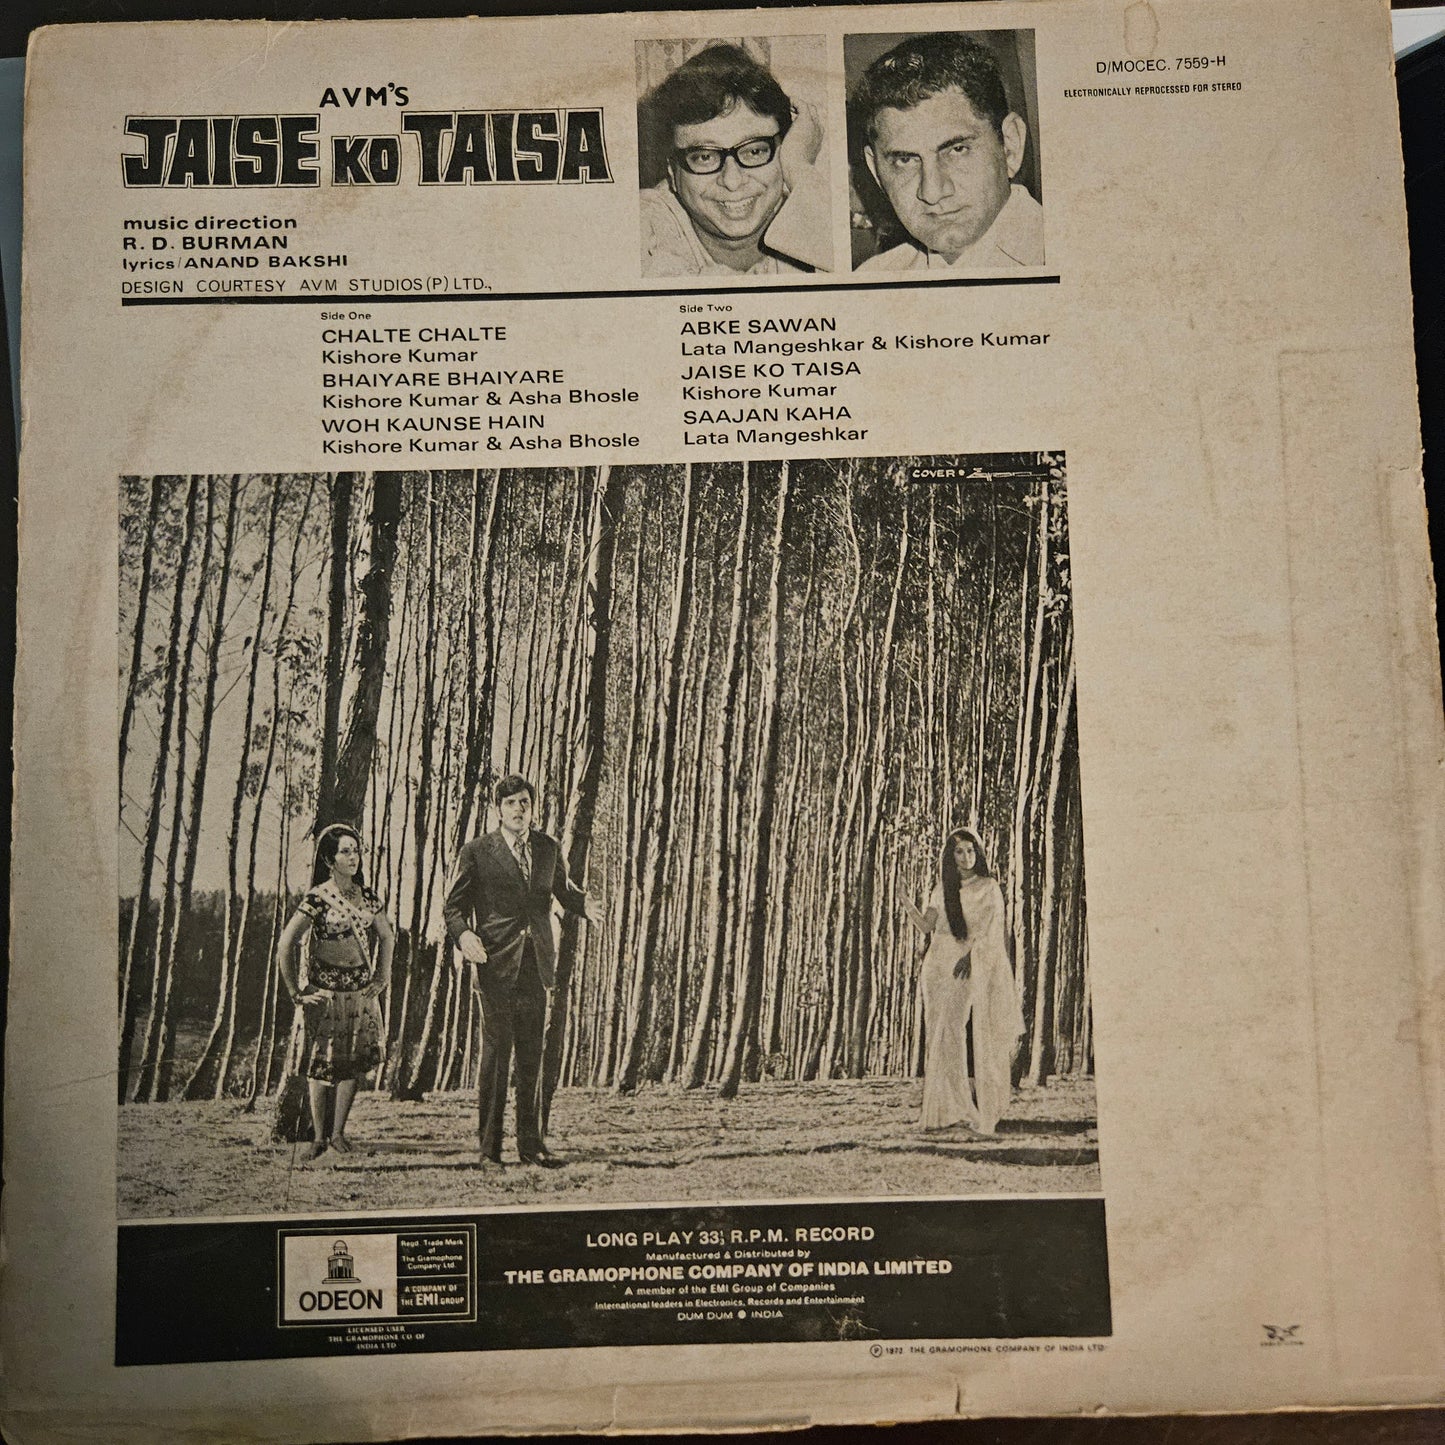 D/MOCEC. 7559-H
ELECTRONICALLY REPROCESSED FOR STEREO
AVM'S
JAISE KO TAISA
music direction
R. D. BURMAN
lyrics/ANAND BAKSHI
DESIGN COURTESY AVM STUDIOS(P)LTD.,
Side One
CHALTE CHALTE
Kishore Kumar
BHAIYARE BHAIYARE
Kishore Kumar & Asha Bhosle
WOH KAUNSE HAIN
Kishore Kumar & Asha Bhosle
Side Two
ABKE SAWAN
Lata Mangeshkar & Kishore Kumar
JAISE KO TAISA
Kishore Kumar
SAAJAN KAHA
Lata Mangeshkar
COVER
ODEON
Regd. Trade Mark
of
The Gramophone
Company Ltd.
A COMPANY OF
THE EMI GROUP
LICENSED USER
THE GRAMOPHONE CO OF
INDIA LTD
LONG PLAY 33⅓ R.P.M. RECORD
Manufactured & Distributed by
THE GRAMOPHONE COMPANY OF INDIA LIMITED
A member of the EMI Group of Companies
International leaders in Electronics, Records and Entertainment
DUM DUM ● INDIA
Ⓟ 1973 THE GRAMOPHONE COMPANY OF INDIA LTD